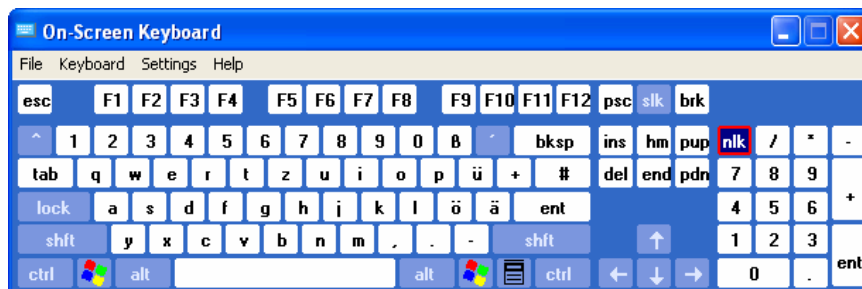 On-Screen Keyboard
File Keyboard Settings Help
esc F1 F2 F3 F4 F5 F6 F7 F8 F9 F10 F11 F12 psc slk brk
^ 1 2 3 4 5 6 7 8 9 0 ß ´ bksp ins hm pup nlk / * -
tab q w e r t z u i o p ü + # del end pdn 7 8 9 +
lock a s d f g h j k l ö ä ent 4 5 6
shft y x c v b n m , . - shft ↑ 1 2 3 ent
ctrl alt alt ctrl ← ↓ → 0 .